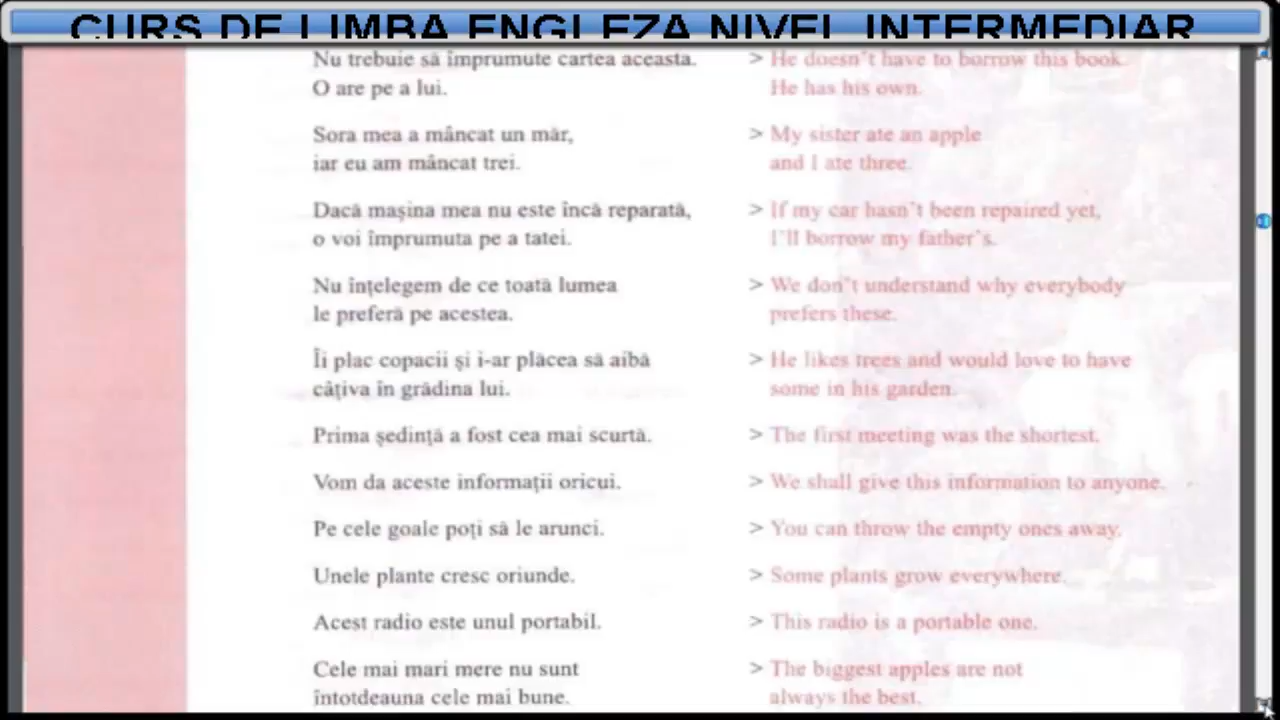 CURS DE LIMBA ENGLEZA NIVEL INTERMEDIAR
Nu trebuie să împrumute cartea aceasta. > He doesn't have to borrow this book.
O are pe a lui. He has his own.
Sora mea a mâncat un măr, > My sister ate an apple
iar eu am mâncat trei. and I ate three.
Dacă mașina mea nu este încă reparată, > If my car hasn't been repaired yet,
o voi împrumuta pe a tatei. I'll borrow my father's.
Nu înțelegem de ce toată lumea > We don't understand why everybody
le preferă pe acestea. prefers these.
Îi plac copacii și i-ar plăcea să aibă > He likes trees and would love to have
câțiva în grădina lui. some in his garden.
Prima ședință a fost cea mai scurtă. > The first meeting was the shortest.
Vom da aceste informații oricui. > We shall give this information to anyone.
Pe cele goale poți să le arunci. > You can throw the empty ones away.
Unele plante cresc oriunde. > Some plants grow everywhere.
Acest radio este unul portabil. > This radio is a portable one.
Cele mai mari mere nu sunt > The biggest apples are not
întotdeauna cele mai bune. always the best.